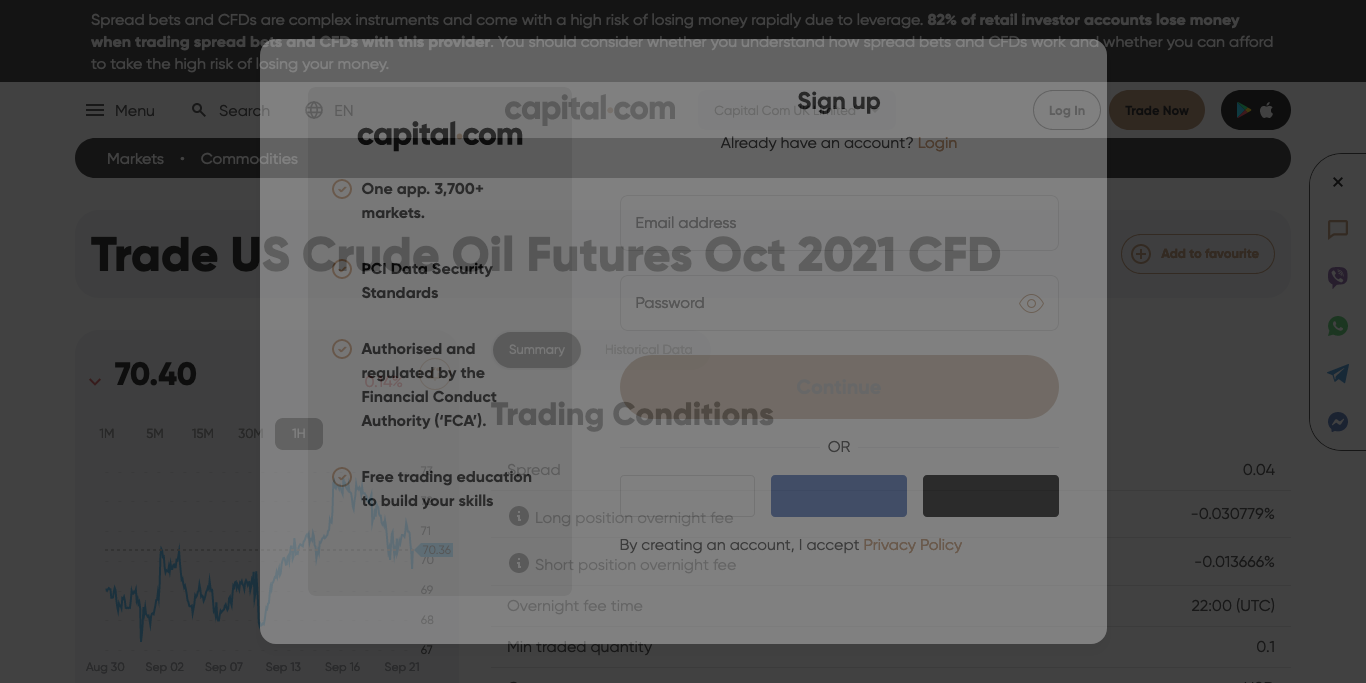 Spread bets and CFDs are complex instruments and come with a high risk of losing money rapidly due to leverage. 82% of retail investor accounts lose money
when trading spread bets and CFDs with this provider. You should consider whether you understand how spread bets and CFDs work and whether you can afford
to take the high risk of losing your money.
Menu
Search
EN
capital.com
Capital Com UK Limited
Log In
Trade Now
Markets • Commodities
Sign up
Already have an account? Login
capital.com
One app. 3,700+
markets.
PCI Data Security
Standards
Authorised and
regulated by the
Financial Conduct
Authority ('FCA').
Free trading education
to build your skills
Email address
Password
Continue
OR
By creating an account, I accept Privacy Policy
Trade US Crude Oil Futures Oct 2021 CFD
Add to favourite
70.40
0.14%
1M 5M 15M 30M 1H
73
71
70.36
70
69
68
67
Aug 30 Sep 02 Sep 07 Sep 13 Sep 16 Sep 21
Summary
Historical Data
Trading Conditions
Spread 0.04
Long position overnight fee -0.030779%
Short position overnight fee -0.013666%
Overnight fee time 22:00 (UTC)
Min traded quantity 0.1